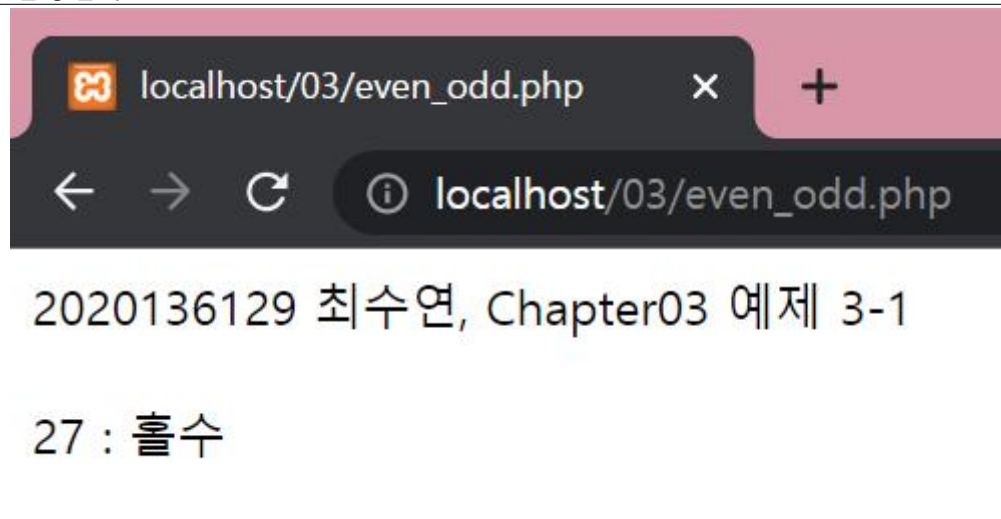 localhost/03/even_odd.php
localhost/03/even_odd.php
2020136129 최수연, Chapter03 예제 3-1
27 : 홀수